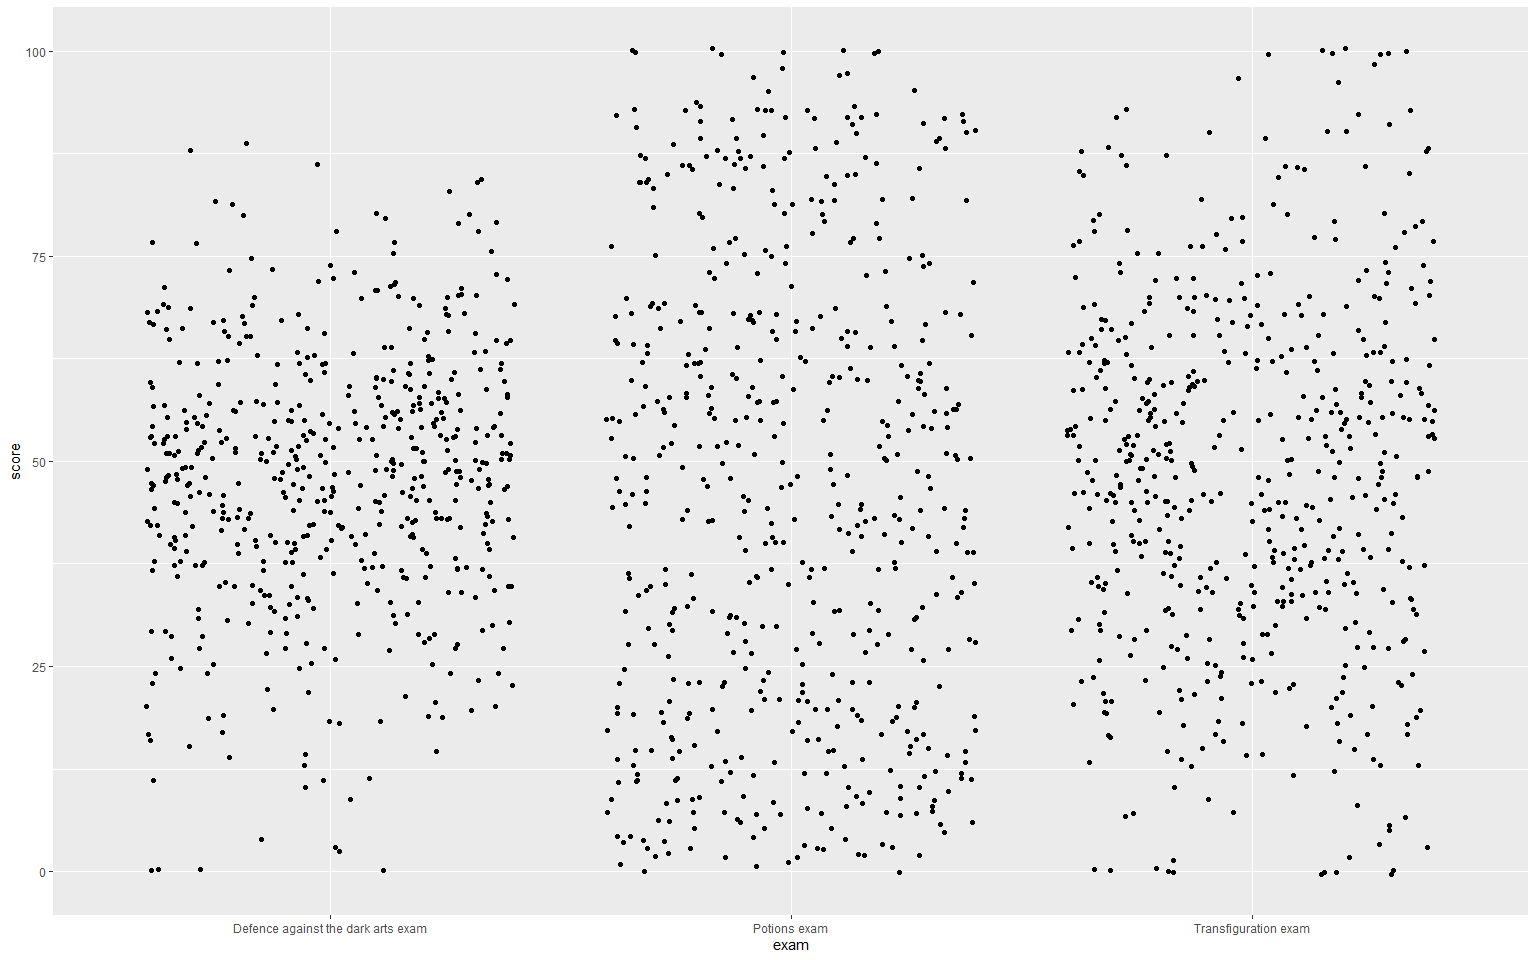 100
75
50
25
0
score
Defence against the dark arts exam
Potions exam
Transfiguration exam
exam